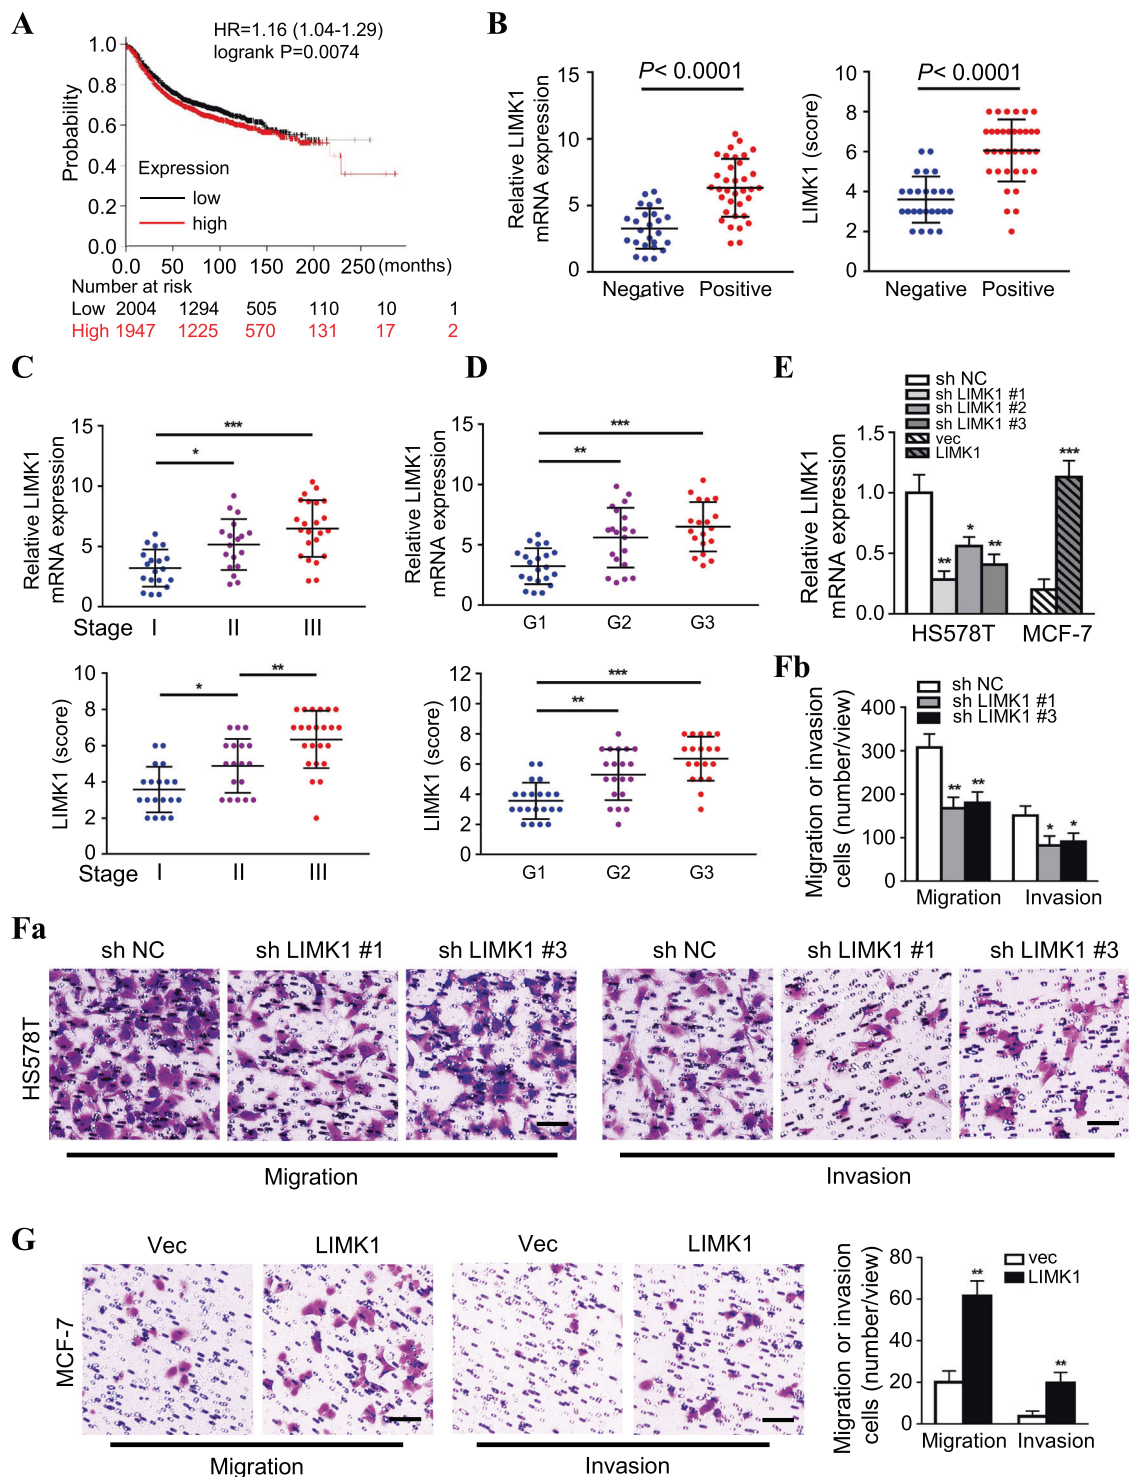 A
HR=1.16 (1.04-1.29)
logrank P=0.0074
Probability
1.0
0.8
0.6
0.4
0.2
0.0
Expression
low
high
0.0 50 100 150 200 250 (months)
Number at risk
Low 2004 1294 505 110 10 1
High 1947 1225 570 131 17 2
B
Relative LIMK1
mRNA expression
15
10
5
0
P< 0.0001
Negative Positive
LIMK1 (score)
10
8
6
4
2
0
P< 0.0001
Negative Positive
C
Relative LIMK1
mRNA expression
15
10
5
0
***
*
Stage I II III
LIMK1 (score)
10
8
6
4
2
0
**
*
Stage I II III
D
Relative LIMK1
mRNA expression
15
10
5
0
***
**
G1 G2 G3
LIMK1 (score)
12
10
8
6
4
2
0
***
**
G1 G2 G3
E
sh NC
sh LIMK1 #1
sh LIMK1 #2
sh LIMK1 #3
vec
LIMK1
Relative LIMK1
mRNA expression
1.5
1.0
0.5
0.0
** * ** ***
HS578T MCF-7
Fb
sh NC
sh LIMK1 #1
sh LIMK1 #3
Migration or invasion
cells (number/view)
400
300
200
100
0
** ** * *
Migration Invasion
Fa
sh NC sh LIMK1 #1 sh LIMK1 #3 sh NC sh LIMK1 #1 sh LIMK1 #3
HS578T
Migration Invasion
G
Vec LIMK1 Vec LIMK1
MCF-7
Migration Invasion
Migration or invasion
cells (number/view)
80
60
40
20
0
vec
LIMK1
** **
Migration Invasion